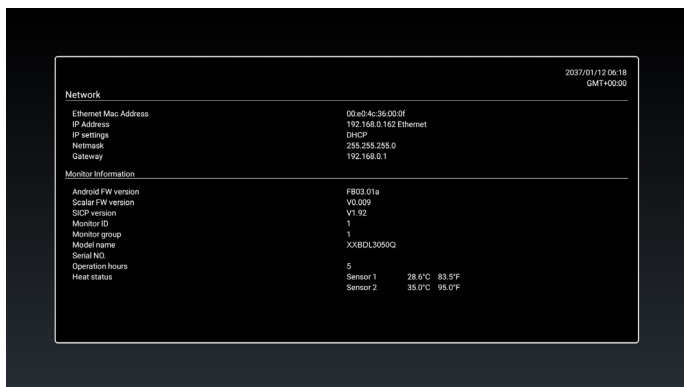 2037/01/12 06:18
GMT+00:00
Network
Ethernet Mac Address 00:e0:4c:36:00:0f
IP Address 192.168.0.162 Ethernet
IP settings DHCP
Netmask 255.255.255.0
Gateway 192.168.0.1
Monitor Information
Android FW version FB03.01a
Scalar FW version V0.009
SICP version V1.92
Monitor ID 1
Monitor group 1
Model name XXBDL3050Q
Serial NO.
Operation hours 5
Heat status Sensor 1 28.6°C 83.5°F
Sensor 2 35.0°C 95.0°F